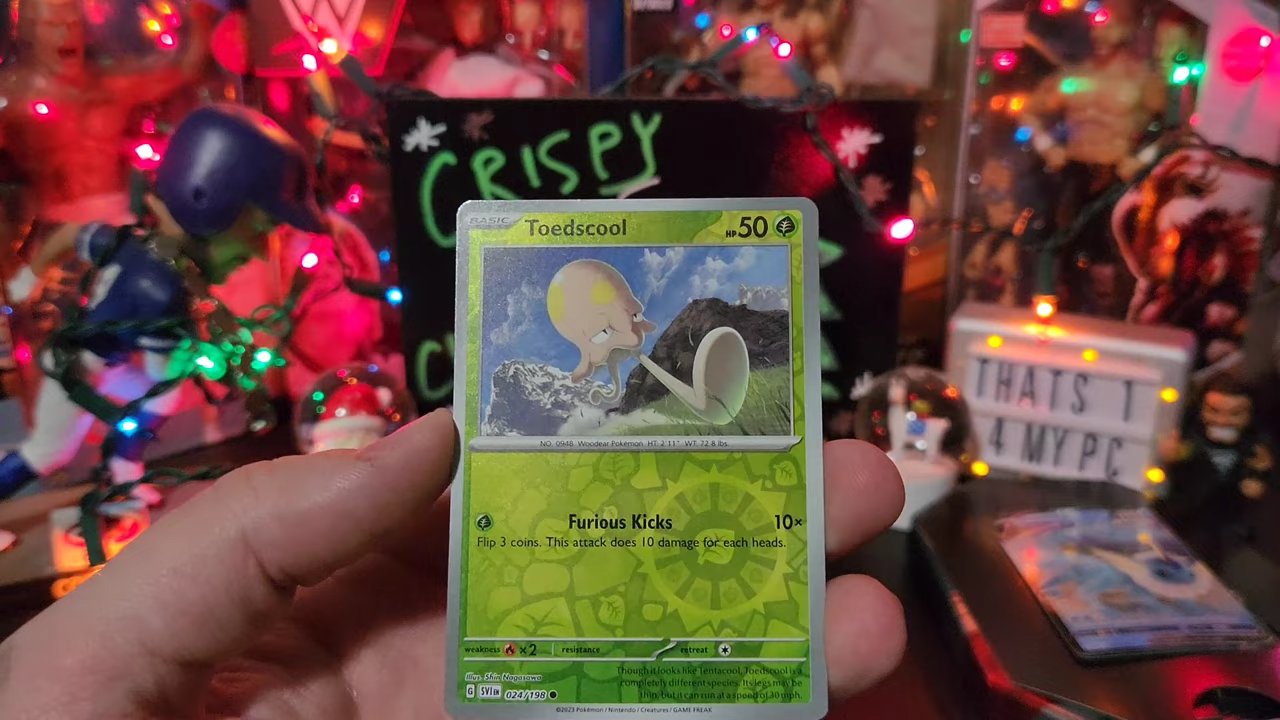 CRISPY
BASIC Toedscool HP 50
NO. 0948 Woodear Pokémon HT: 2'11" WT: 72.8 lbs.
Furious Kicks 10×
Flip 3 coins. This attack does 10 damage for each heads.
weakness ×2 resistance retreat
Illus. Shin Nagasawa
Though it looks like Tentacool, Toedscool is a
completely different species. Its legs may be
thin, but it can run at a speed of 30 mph.
G SVI EN 024/198
©2023 Pokémon / Nintendo / Creatures / GAME FREAK
THATS 1
4 MY PC